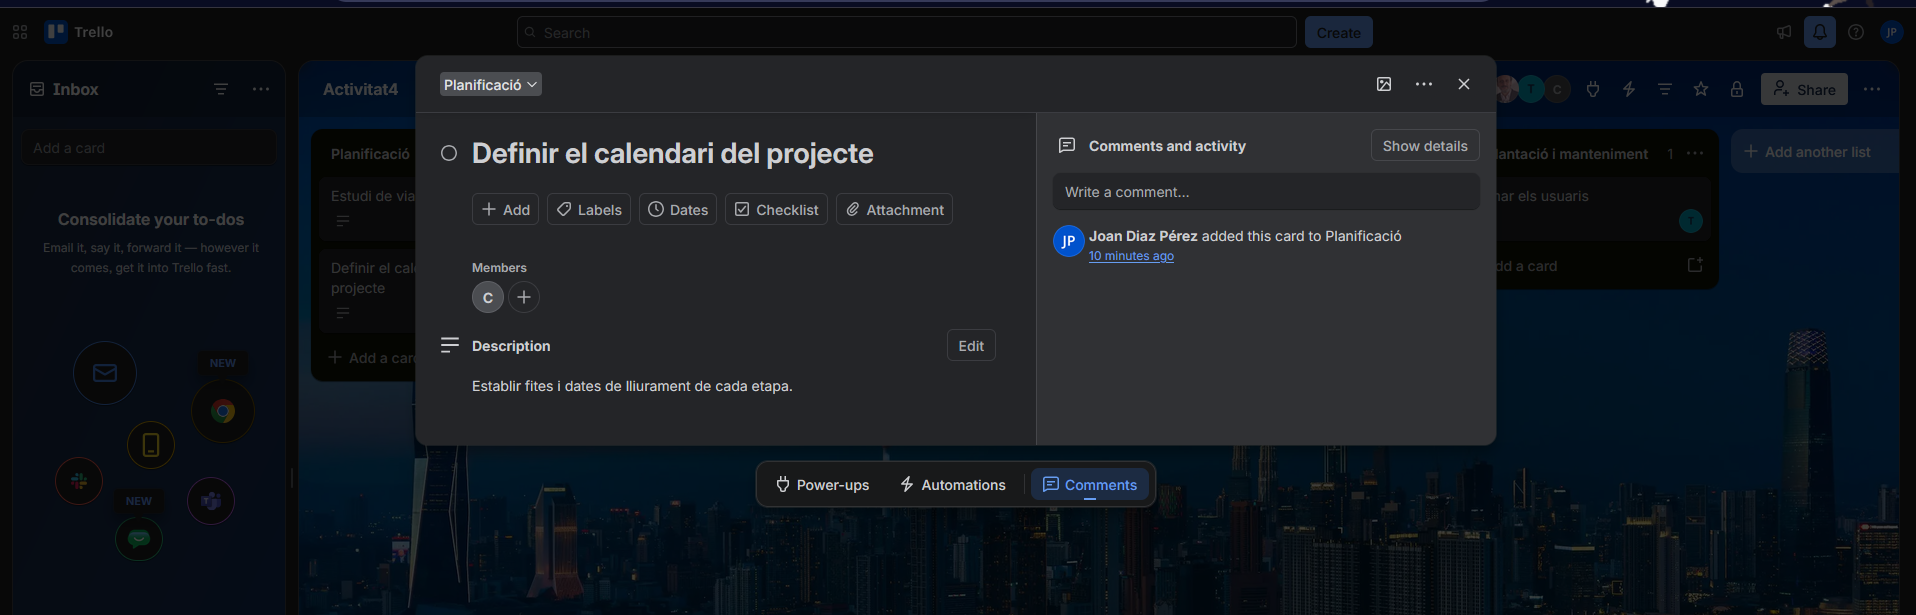 Trello
Search
Create
JP
Inbox
Add a card
Consolidate your to-dos
Email it, say it, forward it — however it
comes, get it into Trello fast.
NEW
NEW
Activitat4
T
C
Share
Planificació
Estudi de via
Definir el cal
projecte
Add a car
Planificació
Definir el calendari del projecte
Add
Labels
Dates
Checklist
Attachment
Members
C
Description
Edit
Establir fites i dates de lliurament de cada etapa.
Comments and activity
Show details
Write a comment...
JP
Joan Diaz Pérez added this card to Planificació
10 minutes ago
lantació i manteniment 1
nar els usuaris
T
dd a card
Add another list
Power-ups
Automations
Comments